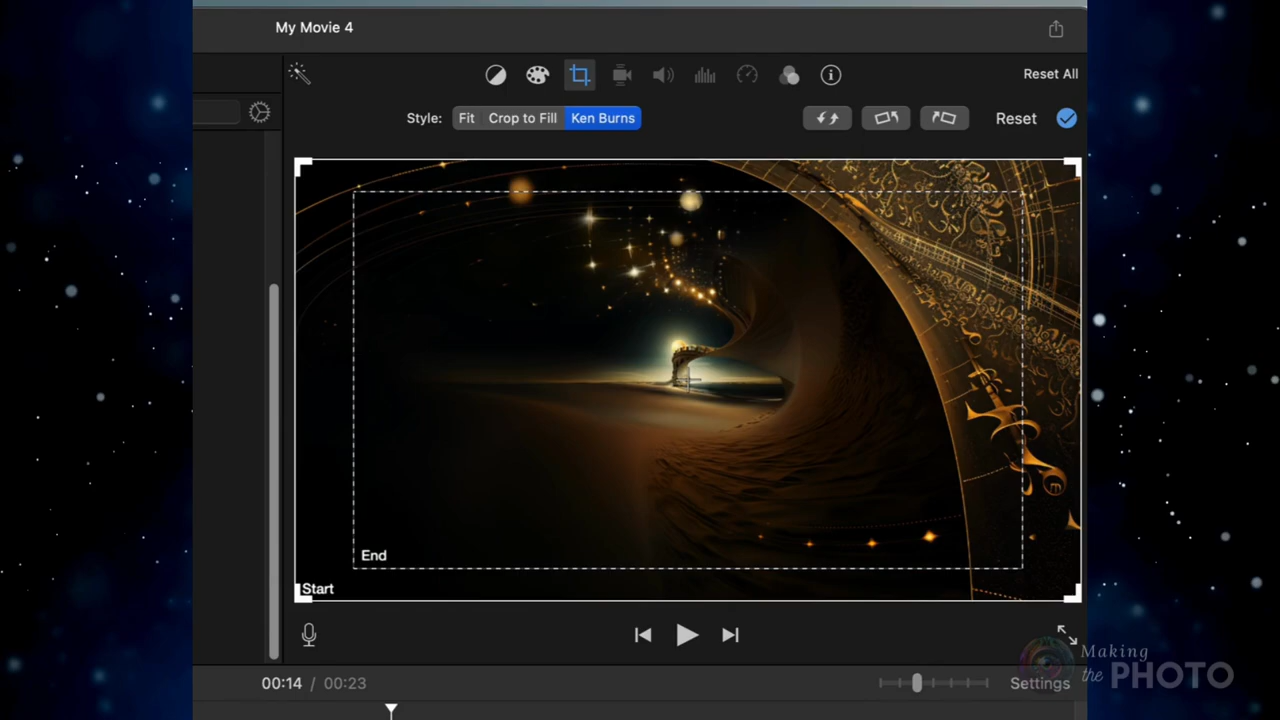 My Movie 4
Reset All
Style: Fit Crop to Fill Ken Burns
Reset
End
Start
00:14 / 00:23
Settings
Making
the PHOTO